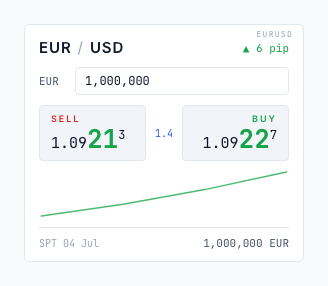 EURUSD
EUR / USD
▲ 6 pip
EUR
1,000,000
SELL
1.09213
1.4
BUY
1.09227
SPT 04 Jul
1,000,000 EUR